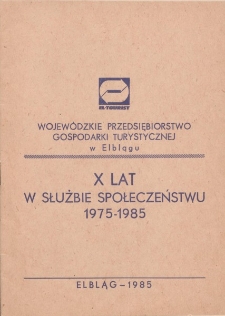 WOJEWÓDZKIE PRZEDSIĘBIORSTWO
GOSPODARKI TURYSTYCZNEJ
w Elblągu
X LAT
W SŁUŻBIE SPOŁECZEŃSTWU
1975-1985
ELBLĄG – 1985